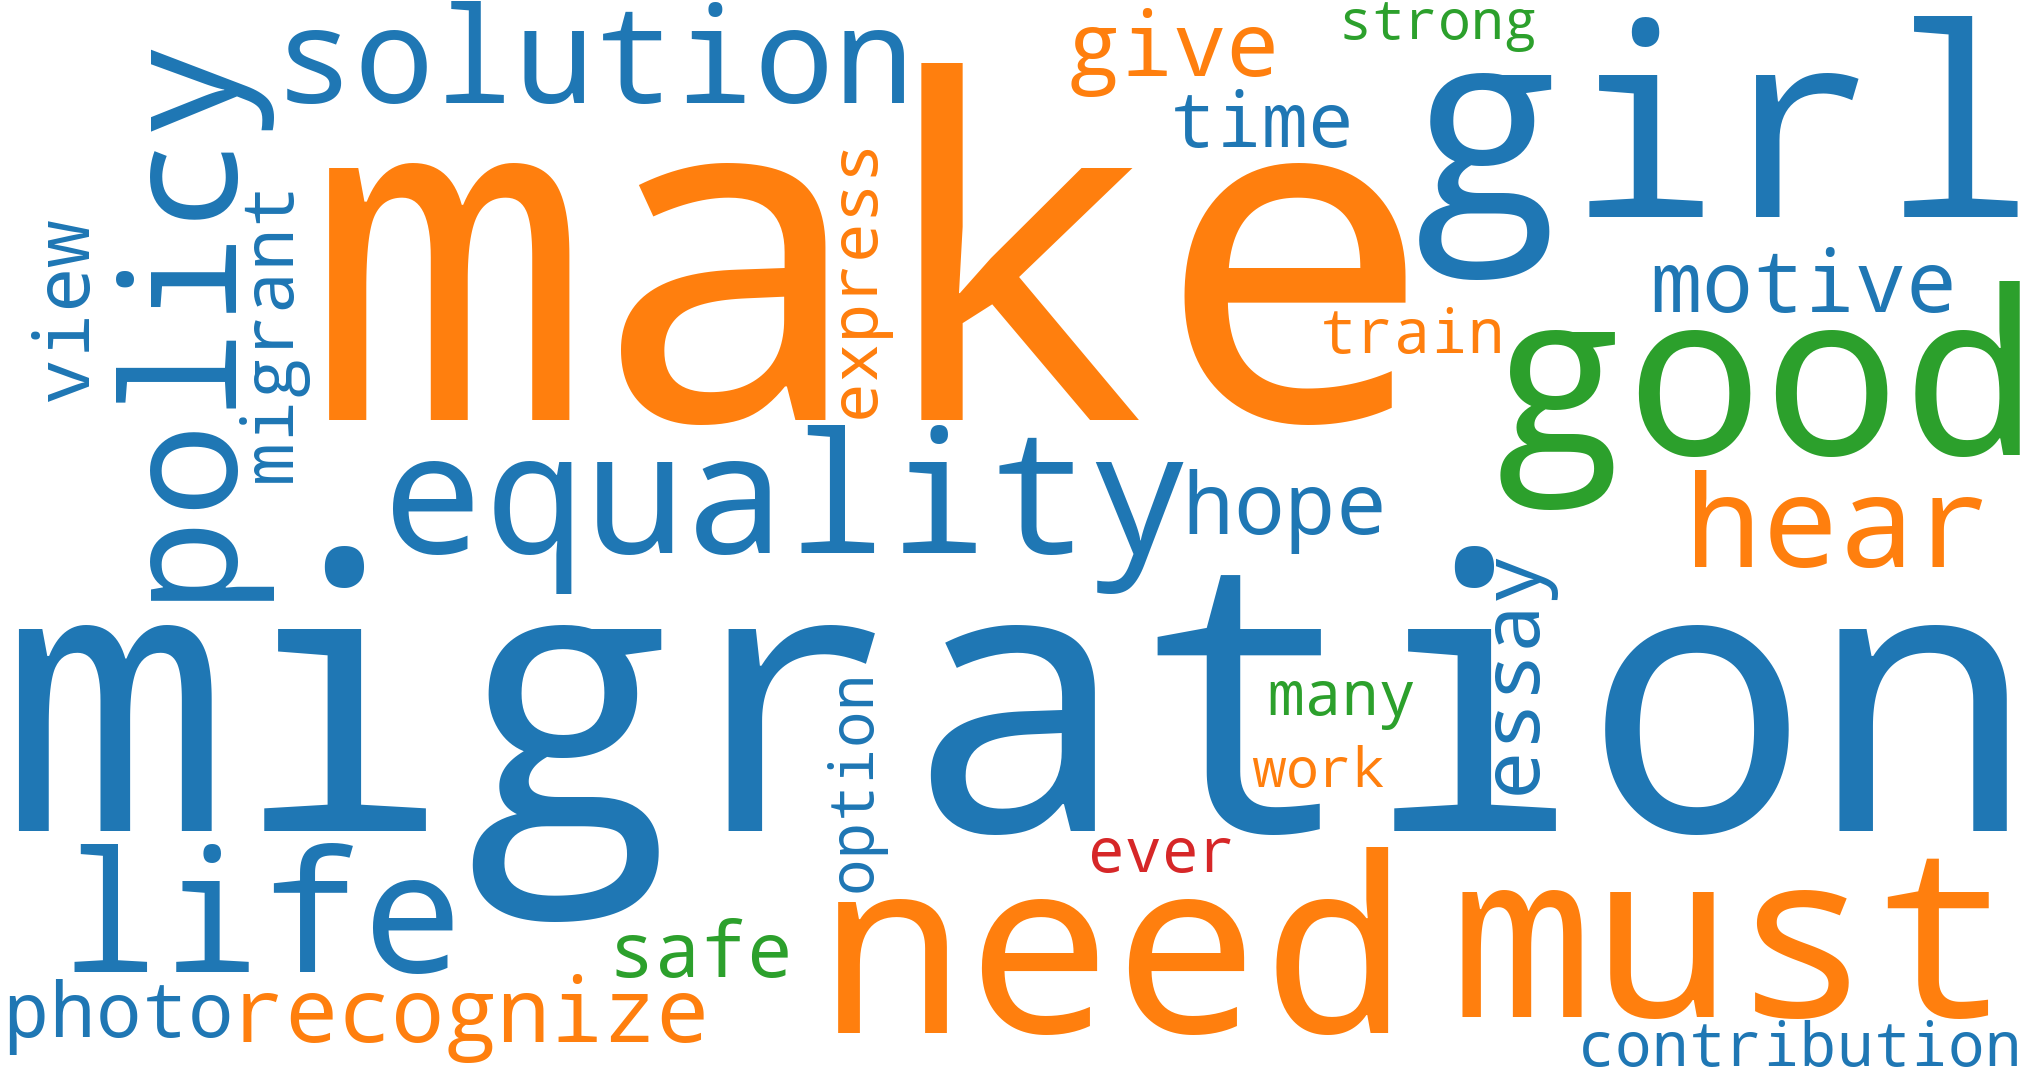 solution
give
strong
girl
time
policy
make
express
migrant
view
motive
train
good
equality
hope
hear
migration
essay
many
option
work
ever
life
need
must
safe
photo
recognize
contribution